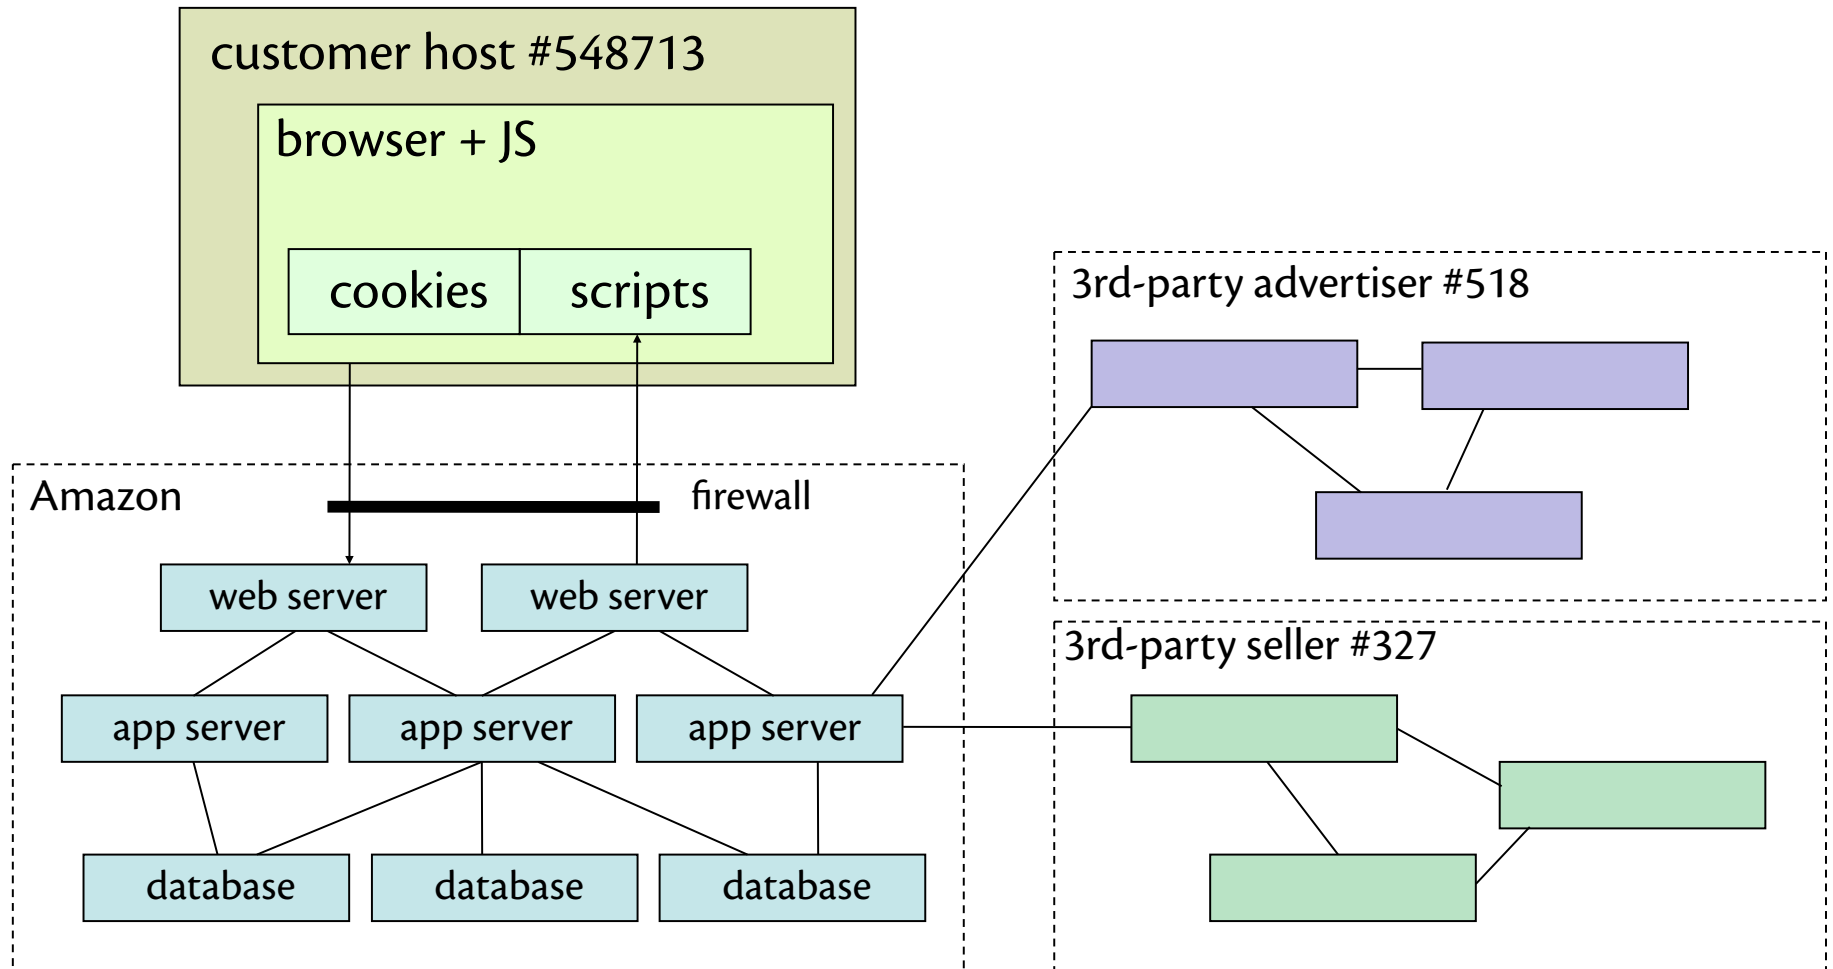 customer host #548713
browser + JS
cookies
scripts
3rd-party advertiser #518
Amazon
firewall
web server
web server
3rd-party seller #327
app server
app server
app server
database
database
database